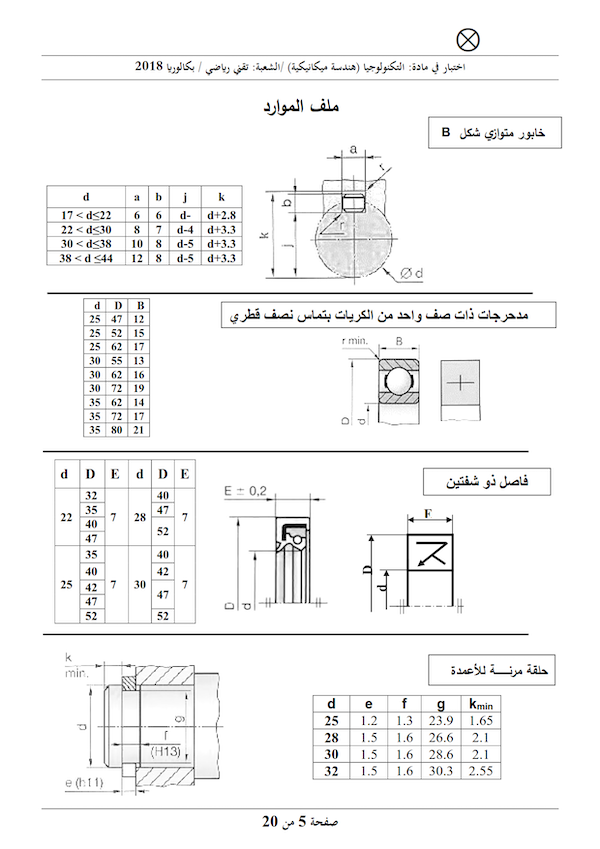 اختبار في مادة: التكنولوجيا (هندسة ميكانيكية) /الشعبة: تقني رياضي / بكالوريا 2018
ملف الموارد
خابور متوازي شكل B
d a b j k
17 < d≤22 6 6 d- d+2.8
22 < d≤30 8 7 d-4 d+3.3
30 < d≤38 10 8 d-5 d+3.3
38 < d ≤44 12 8 d-5 d+3.3
a
r
b
k
j
r
Ød
مدحرجات ذات صف واحد من الكريات بتماس نصف قطري
d D B
25 47 12
25 52 15
25 62 17
30 55 13
30 62 16
30 72 19
35 62 14
35 72 17
35 80 21
r min.
B
D
d
فاصل ذو شفتين
d D E d D E
22 32 7 28 40 7
35 47
40 52
47
25 35 7 30 40 7
40 42
42 47
47
52 52
E ± 0,2
D
d
F
D
d
حلقة مرنـــــة للأعمدة
k
min.
d
g
f
(H13)
e (h11)
d e f g kmin
25 1.2 1.3 23.9 1.65
28 1.5 1.6 26.6 2.1
30 1.5 1.6 28.6 2.1
32 1.5 1.6 30.3 2.55
صفحة 5 من 20